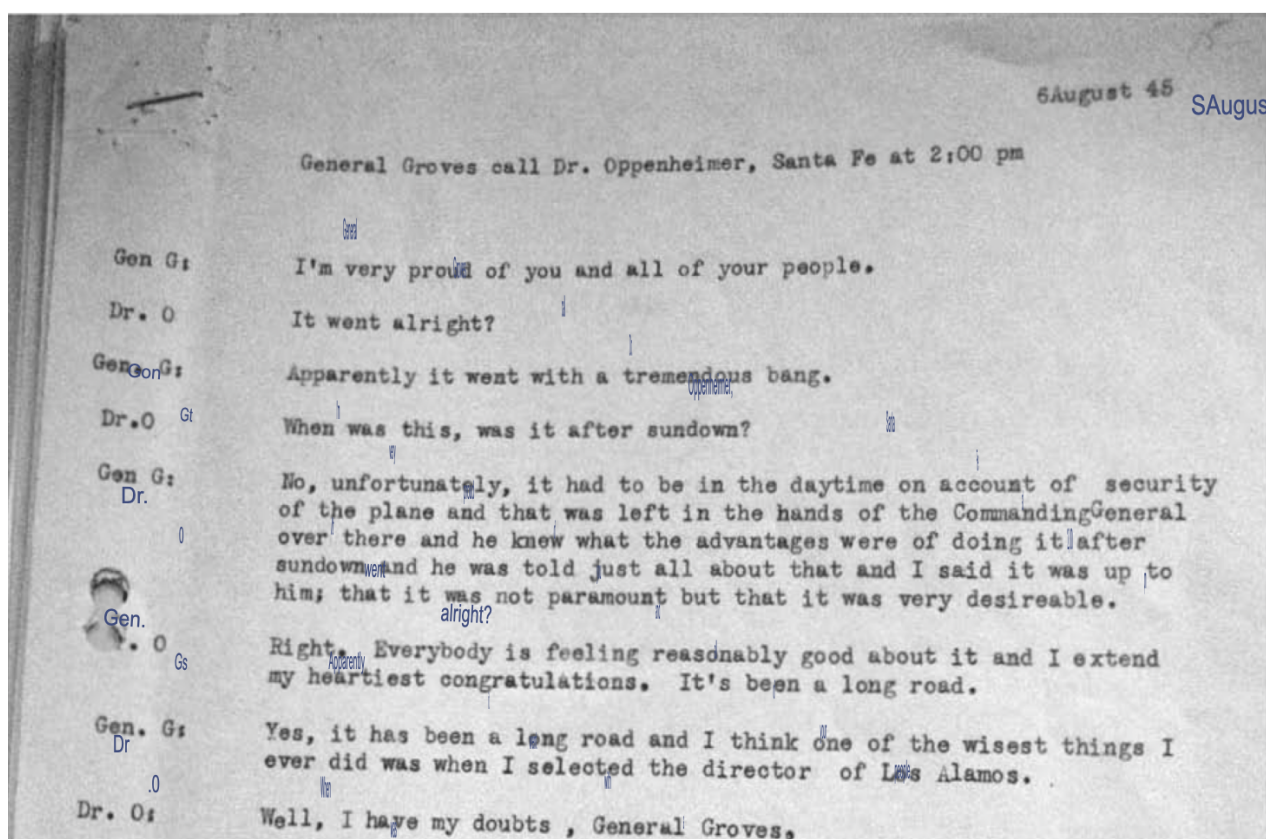 6August 45
SAugus
General Groves call Dr. Oppenheimer, Santa Fe at 2:00 pm
Gen G: I'm very proud of you and all of your people.
Dr. O It went alright?
Gen. G: Apparently it went with a tremendous bang.
Dr.O When was this, was it after sundown?
Gen G: No, unfortunately, it had to be in the daytime on account of security
of the plane and that was left in the hands of the CommandingGeneral
over there and he knew what the advantages were of doing it after
sundown and he was told just all about that and I said it was up to
him; that it was not paramount but that it was very desireable.
. O Right. Everybody is feeling reasonably good about it and I extend
my heartiest congratulations. It's been a long road.
Gen. G: Yes, it has been a long road and I think one of the wisest things I
ever did was when I selected the director of Los Alamos.
Dr. O: Well, I have my doubts , General Groves.